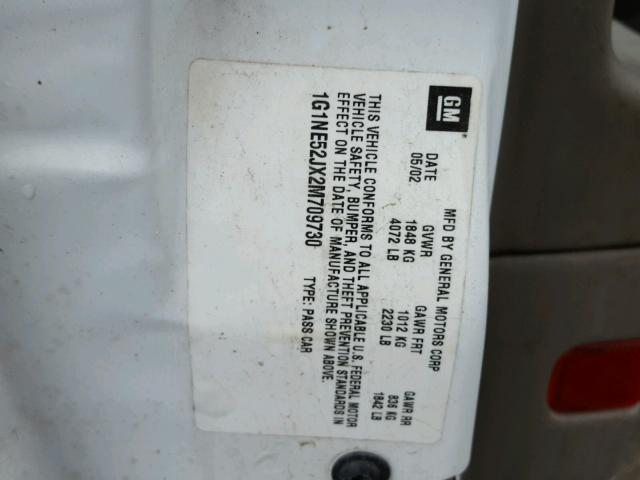 GM
MFD BY GENERAL MOTORS CORP
DATE GVWR GAWR FRT GAWR RR
05/02 1848 KG 1012 KG 836 KG
4072 LB 2230 LB 1842 LB
THIS VEHICLE CONFORMS TO ALL APPLICABLE U.S. FEDERAL MOTOR
VEHICLE SAFETY, BUMPER, AND THEFT PREVENTION STANDARDS IN
EFFECT ON THE DATE OF MANUFACTURE SHOWN ABOVE.
1G1NE52JX2M709730 TYPE: PASS CAR